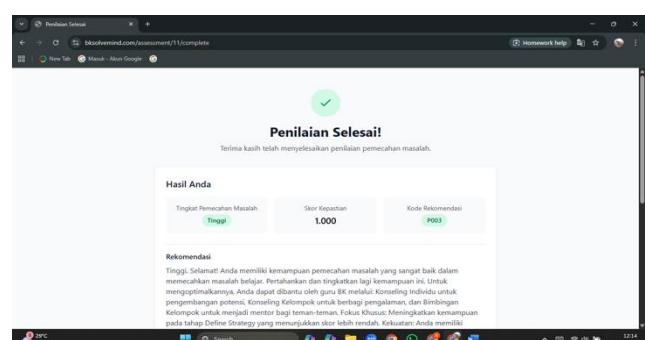 Penilaian Selesai
bksolvemind.com/assessment/11/complete
Homework help
New Tab
Masuk - Akun Google
Penilaian Selesai!
Terima kasih telah menyelesaikan penilaian pemecahan masalah.
Hasil Anda
Tingkat Pemecahan Masalah
Skor Kepastian
Kode Rekomendasi
Tinggi
1.000
P003
Rekomendasi
Tinggi. Selamat! Anda memiliki kemampuan pemecahan masalah yang sangat baik dalam
memecahkan masalah belajar. Pertahankan dan tingkatkan lagi kemampuan ini. Untuk
mengoptimalkannya, Anda dapat dibantu oleh guru BK melalui: Konseling Individu untuk
pengembangan potensi, Konseling Kelompok untuk berbagi pengalaman, dan Bimbingan
Kelompok untuk menjadi mentor bagi teman-teman. Fokus Khusus: Meningkatkan kemampuan
pada tahap Define Strategy yang menunjukkan skor lebih rendah. Kekuatan: Anda memiliki
29°C
Search
12:14